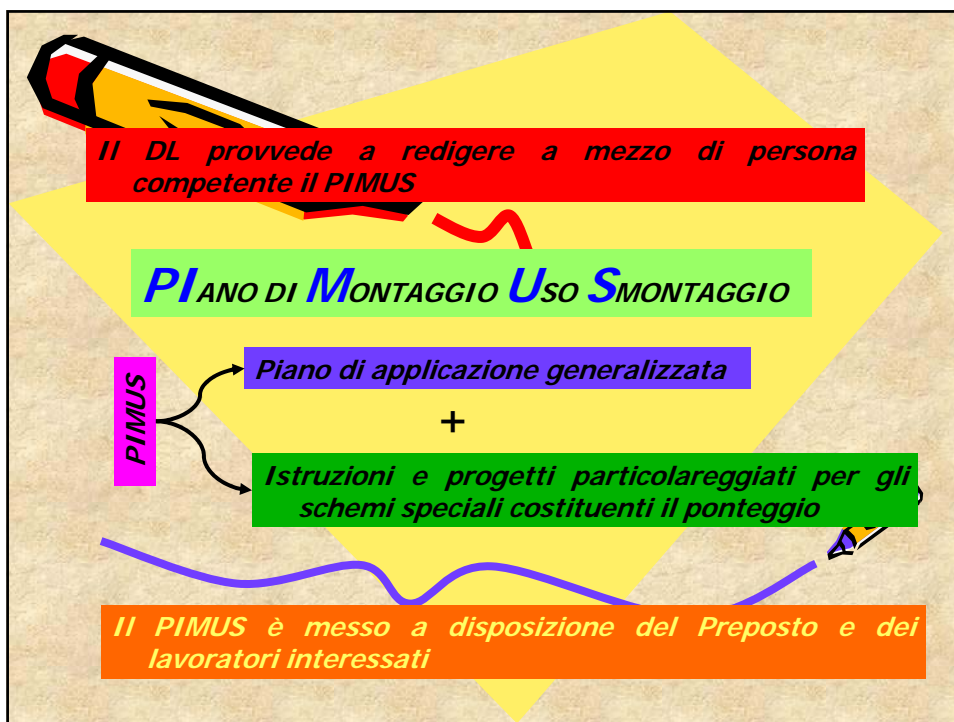 Il DL provvede a redigere a mezzo di persona
competente il PIMUS
PIANO DI MONTAGGIO USO SMONTAGGIO
PIMUS
Piano di applicazione generalizzata
+
Istruzioni e progetti particolareggiati per gli
schemi speciali costituenti il ponteggio
Il PIMUS è messo a disposizione del Preposto e dei
lavoratori interessati